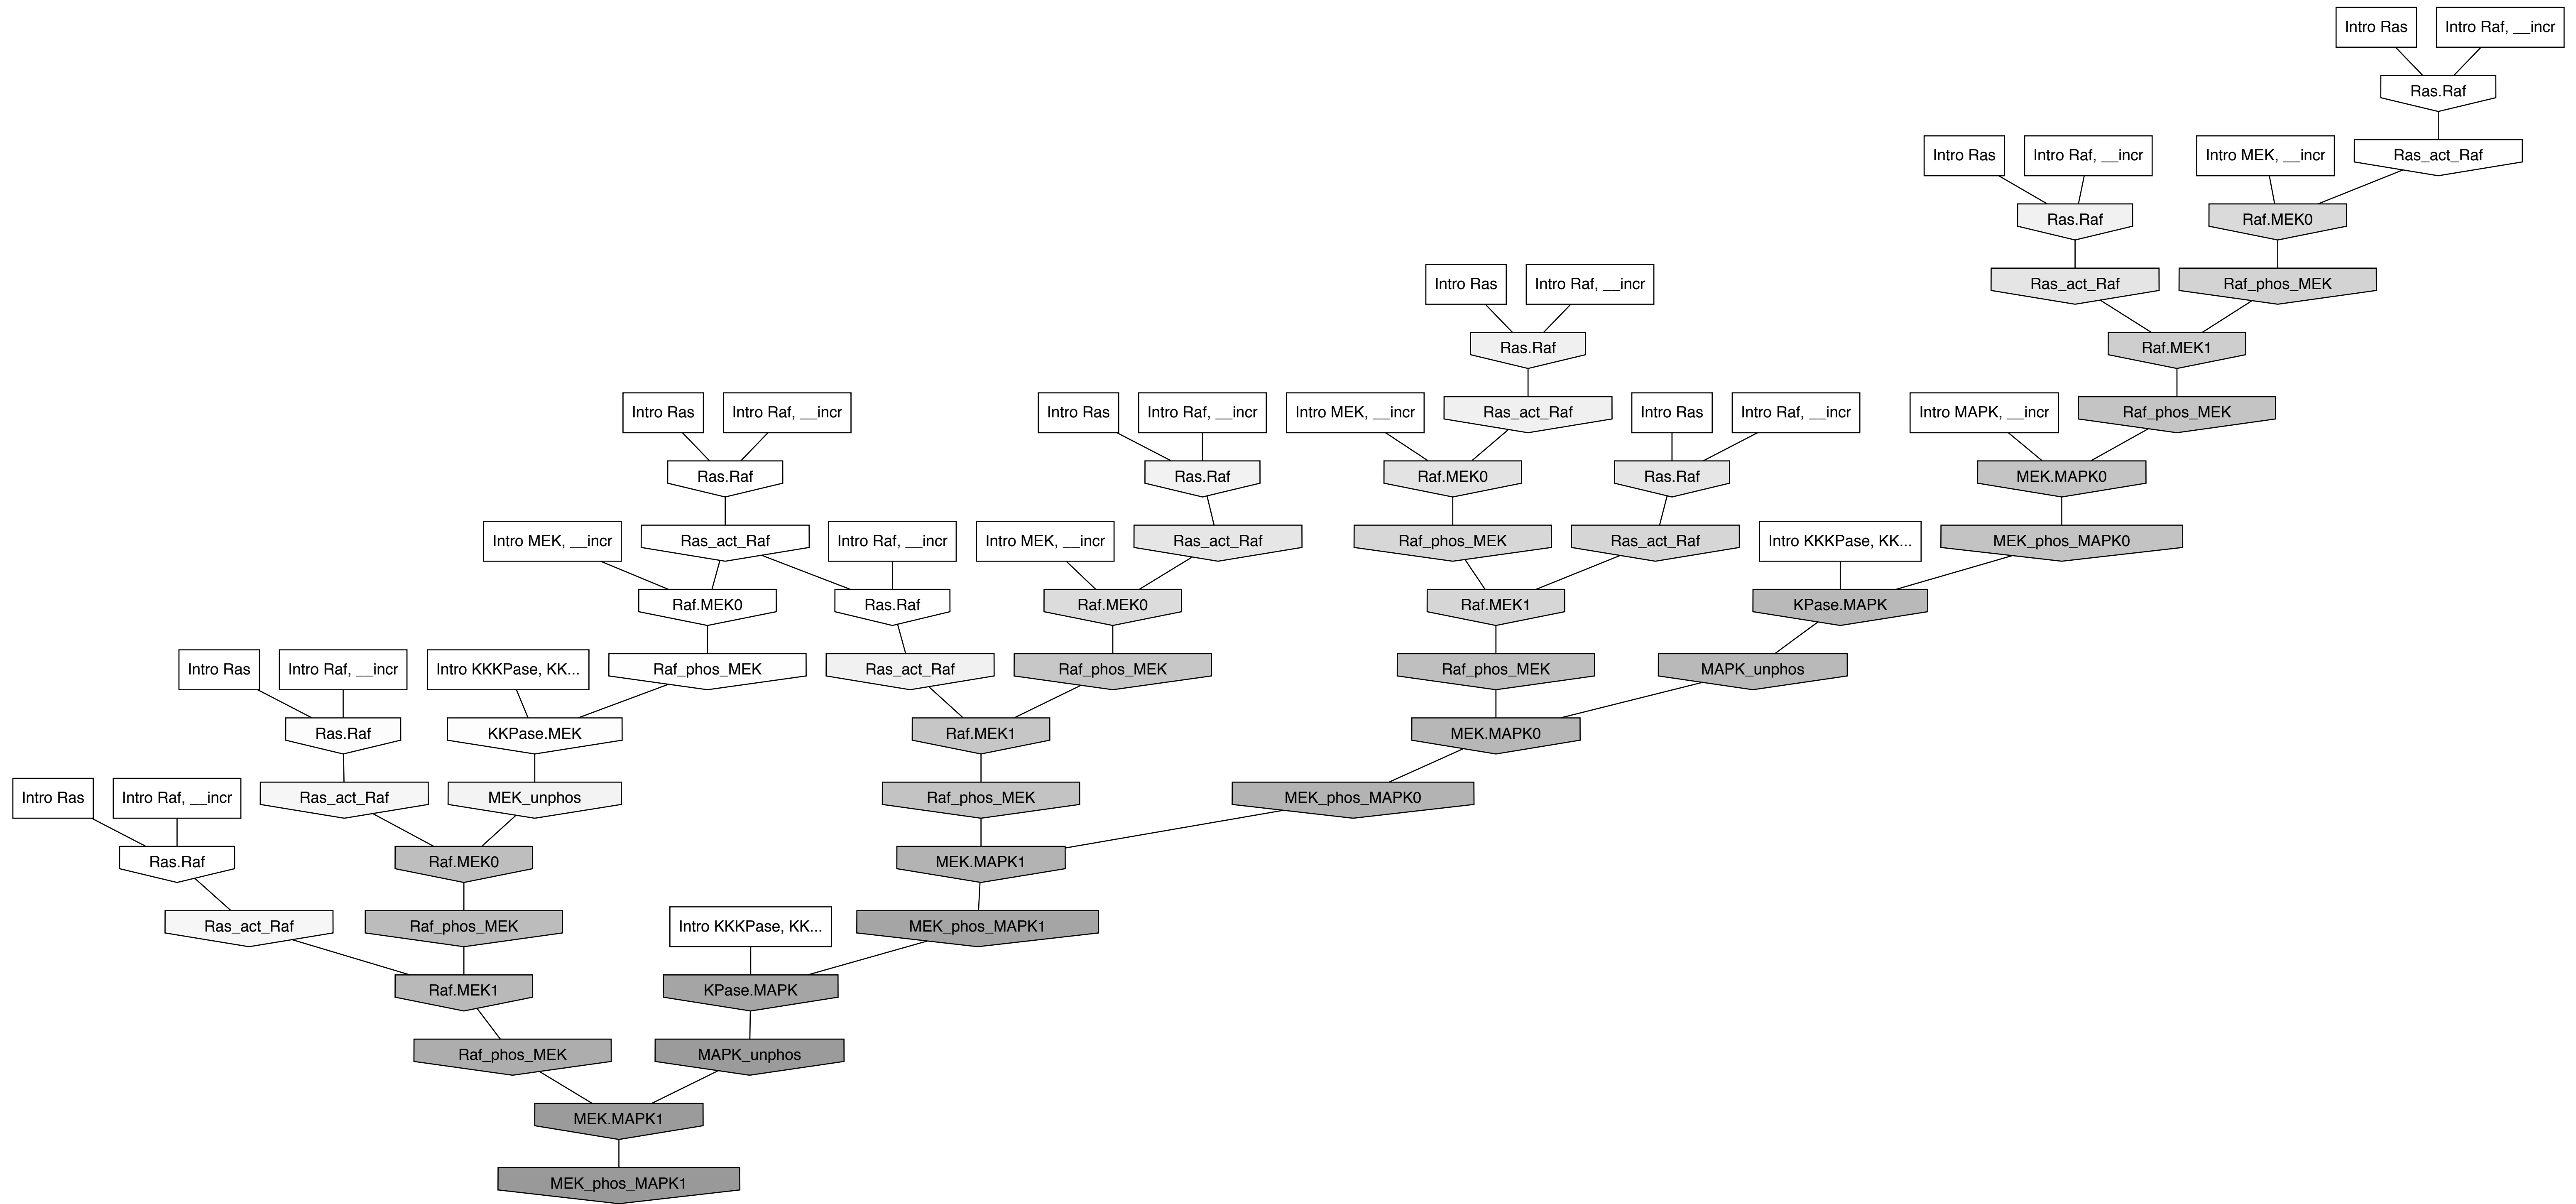 Intro Ras
Intro Raf, __incr
Ras.Raf
Intro Ras
Intro Raf, __incr
Intro MEK, __incr
Ras_act_Raf
Ras.Raf
Raf.MEK0
Intro Ras
Intro Raf, __incr
Ras_act_Raf
Raf_phos_MEK
Ras.Raf
Raf.MEK1
Intro Ras
Intro Raf, __incr
Intro Ras
Intro Raf, __incr
Intro MEK, __incr
Ras_act_Raf
Intro Ras
Intro Raf, __incr
Intro MAPK, __incr
Raf_phos_MEK
Ras.Raf
Ras.Raf
Raf.MEK0
Ras.Raf
MEK.MAPK0
Intro MEK, __incr
Ras_act_Raf
Intro Raf, __incr
Intro MEK, __incr
Ras_act_Raf
Raf_phos_MEK
Ras_act_Raf
Intro KKKPase, KK...
MEK_phos_MAPK0
Raf.MEK0
Ras.Raf
Raf.MEK0
Raf.MEK1
KPase.MAPK
Intro Ras
Intro Raf, __incr
Intro KKKPase, KK...
Raf_phos_MEK
Ras_act_Raf
Raf_phos_MEK
Raf_phos_MEK
MAPK_unphos
Ras.Raf
KKPase.MEK
Raf.MEK1
MEK.MAPK0
Intro Ras
Intro Raf, __incr
Ras_act_Raf
MEK_unphos
Raf_phos_MEK
MEK_phos_MAPK0
Ras.Raf
Raf.MEK0
MEK.MAPK1
Ras_act_Raf
Raf_phos_MEK
Intro KKKPase, KK...
MEK_phos_MAPK1
Raf.MEK1
KPase.MAPK
Raf_phos_MEK
MAPK_unphos
MEK.MAPK1
MEK_phos_MAPK1